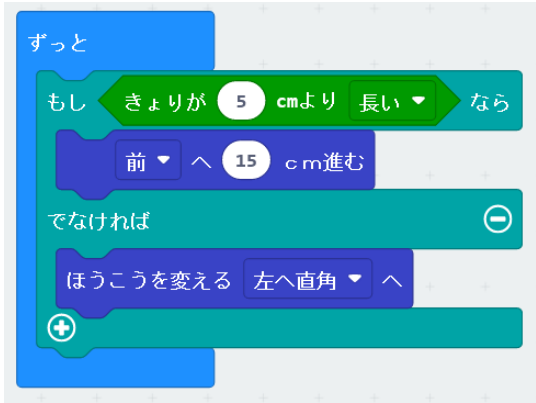 ずっと
もし きょりが 5 cmより 長い なら
前 へ 15 ｃｍ進む
でなければ
ほうこうを変える 左へ直角 へ